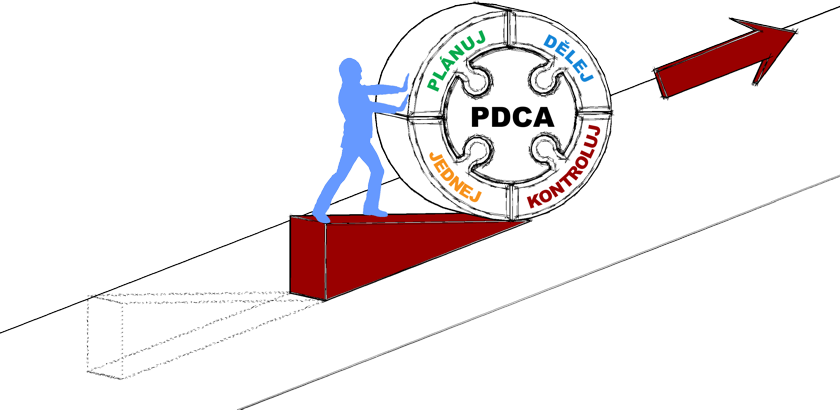 PLÁNUJ
DĚLEJ
PDCA
JEDNEJ
KONTROLUJ